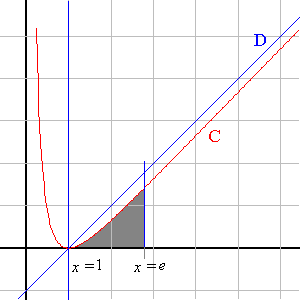 D
C
x = 1
x = e